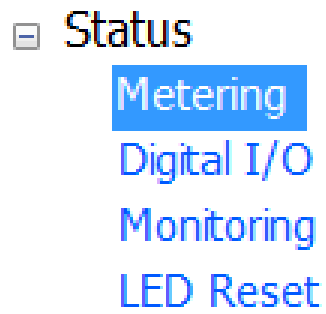 Status
Metering
Digital I/O
Monitoring
LED Reset